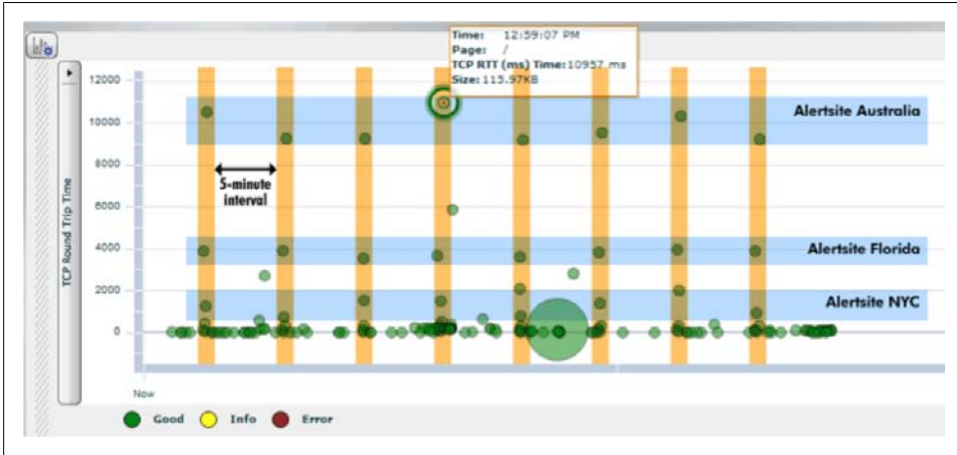 Time: 12:59:07 PM
Page: /
TCP RTT (ms) Time: 10957 ms
Size: 115.97KB
12000
10000
8000
6000
4000
2000
0
TCP Round Trip Time
Alertsite Australia
5-minute
interval
Alertsite Florida
Alertsite NYC
Now
Good Info Error